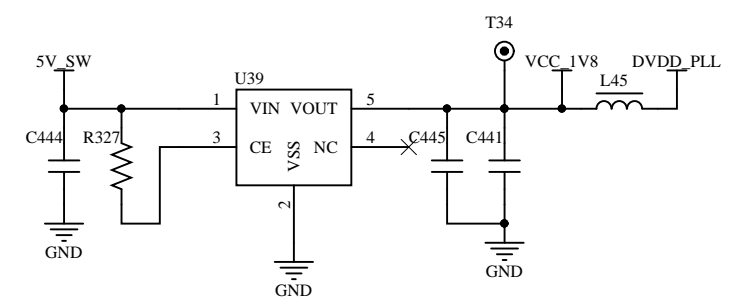 T34
5V_SW
VCC_1V8
DVDD_PLL
U39
L45
1
VIN
VOUT
5
C444
R327
3
CE
VSS
NC
4
C445
C441
2
GND
GND
GND